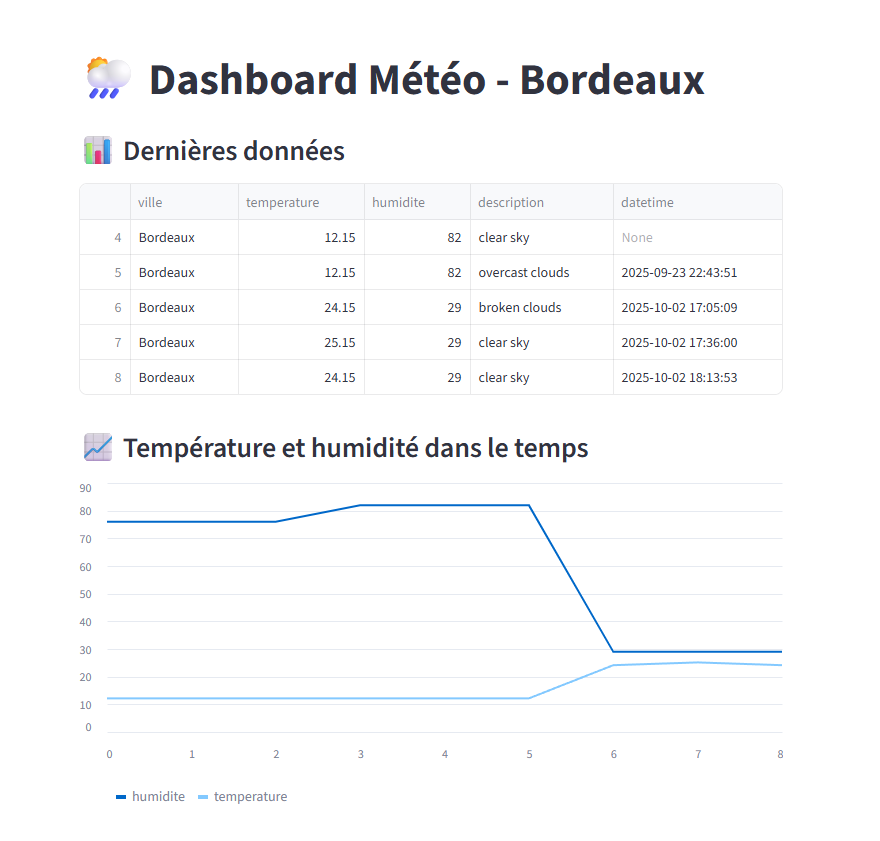 Dashboard Météo - Bordeaux
Dernières données
ville temperature humidite description datetime
4 Bordeaux 12.15 82 clear sky None
5 Bordeaux 12.15 82 overcast clouds 2025-09-23 22:43:51
6 Bordeaux 24.15 29 broken clouds 2025-10-02 17:05:09
7 Bordeaux 25.15 29 clear sky 2025-10-02 17:36:00
8 Bordeaux 24.15 29 clear sky 2025-10-02 18:13:53
Température et humidité dans le temps
90
80
70
60
50
40
30
20
10
0
0 1 2 3 4 5 6 7 8
humidite temperature